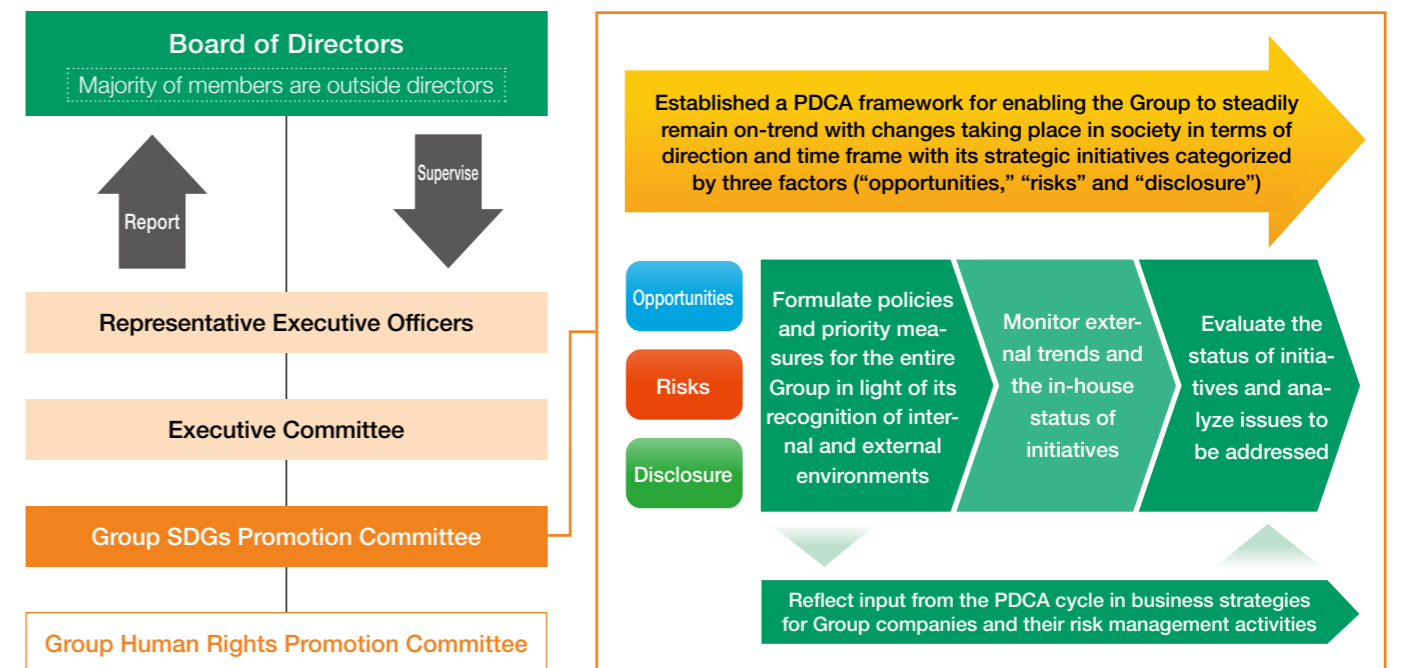 Board of Directors
Majority of members are outside directors
Report
Supervise
Representative Executive Officers
Executive Committee
Group SDGs Promotion Committee
Group Human Rights Promotion Committee
Established a PDCA framework for enabling the Group to steadily
remain on-trend with changes taking place in society in terms of
direction and time frame with its strategic initiatives categorized
by three factors (“opportunities,” “risks” and “disclosure”)
Opportunities
Risks
Disclosure
Formulate policies
and priority mea-
sures for the entire
Group in light of its
recognition of inter-
nal and external
environments
Monitor exter-
nal trends and
the in-house
status of
initiatives
Evaluate the
status of initia-
tives and ana-
lyze issues to
be addressed
Reflect input from the PDCA cycle in business strategies
for Group companies and their risk management activities